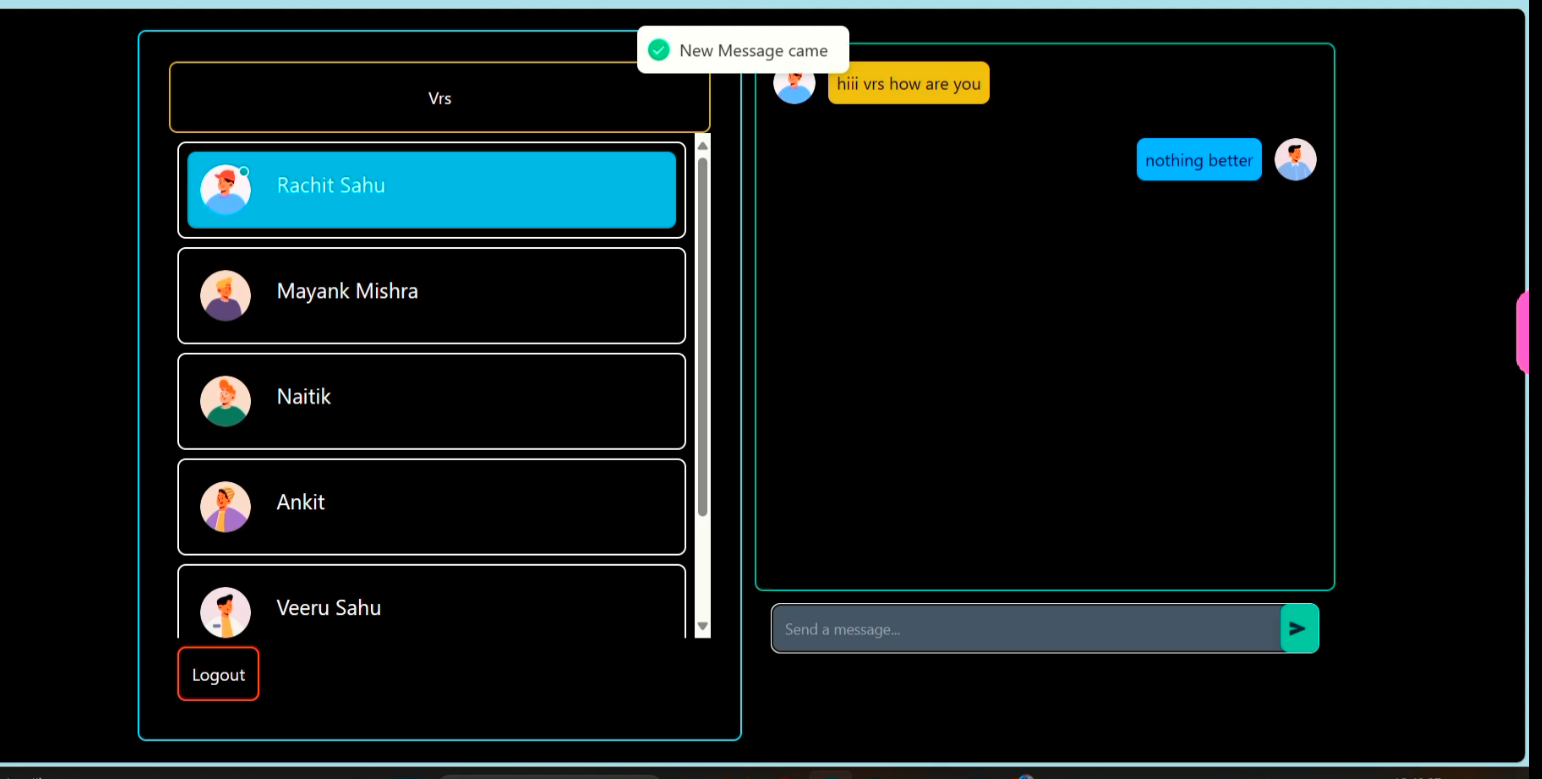 New Message came
Vrs
Rachit Sahu
Mayank Mishra
Naitik
Ankit
Veeru Sahu
Logout
hiii vrs how are you
nothing better
Send a message...